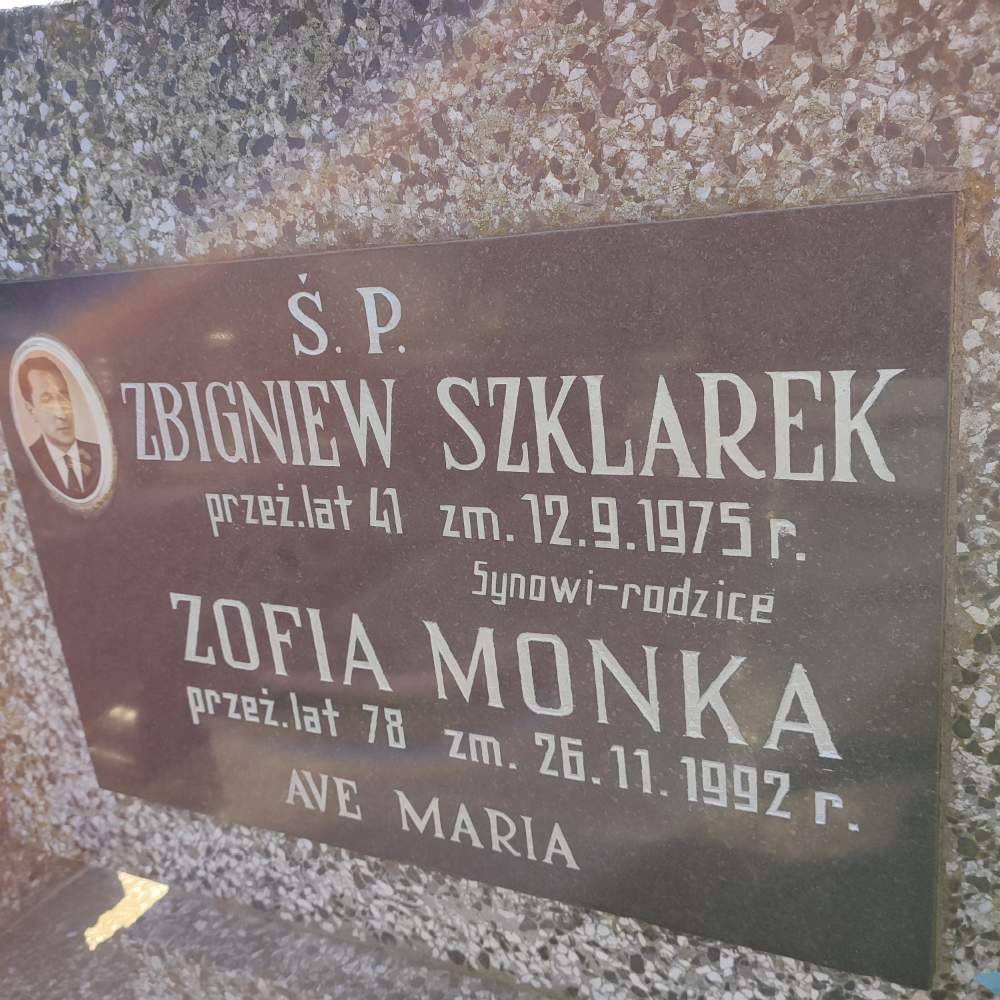 Ś. P.
ZBIGNIEW SZKLAREK
przeż.lat 41 zm. 12.9.1975 r.
Synowi-rodzice
ZOFIA MONKA
przeż.lat 78 zm. 26.11.1992 r.
AVE MARIA